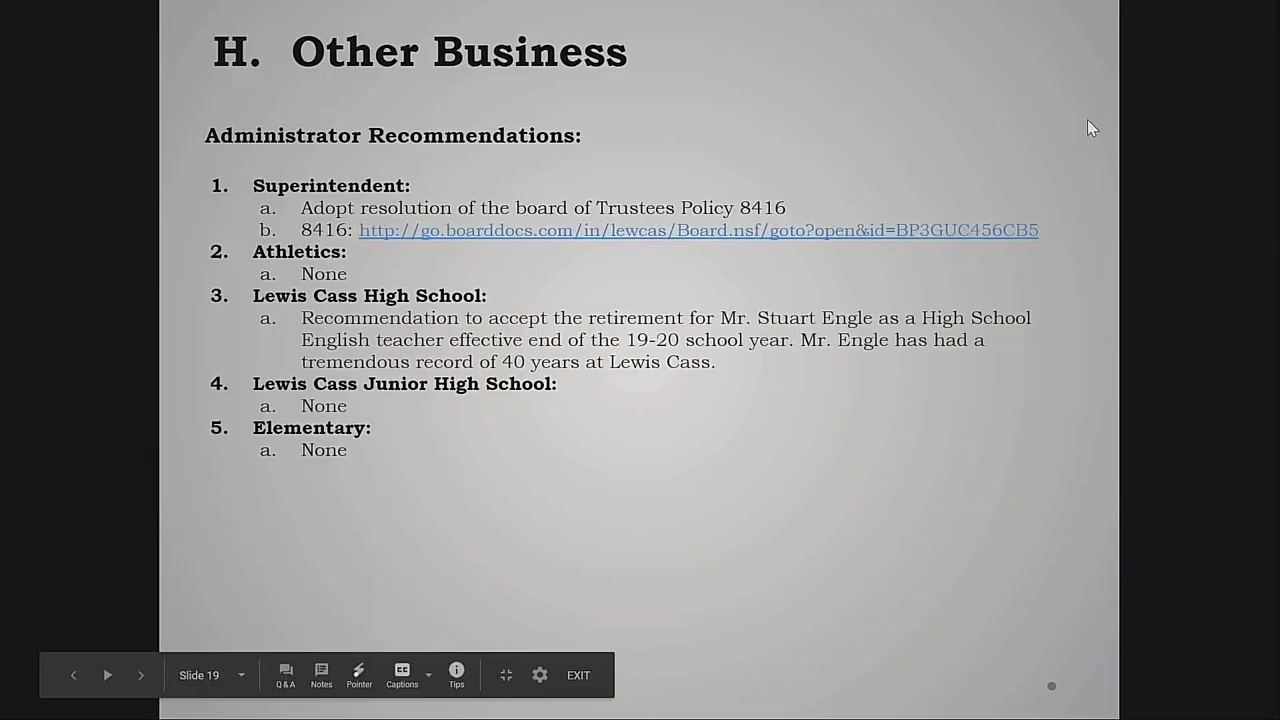 H. Other Business
Administrator Recommendations:
1. Superintendent:
a. Adopt resolution of the board of Trustees Policy 8416
b. 8416: http://go.boarddocs.com/in/lewcas/Board.nsf/goto?open&id=BP3GUC456CB5
2. Athletics:
a. None
3. Lewis Cass High School:
a. Recommendation to accept the retirement for Mr. Stuart Engle as a High School
English teacher effective end of the 19-20 school year. Mr. Engle has had a
tremendous record of 40 years at Lewis Cass.
4. Lewis Cass Junior High School:
a. None
5. Elementary:
a. None
Slide 19 Q & A Notes Pointer CC Captions Tips EXIT